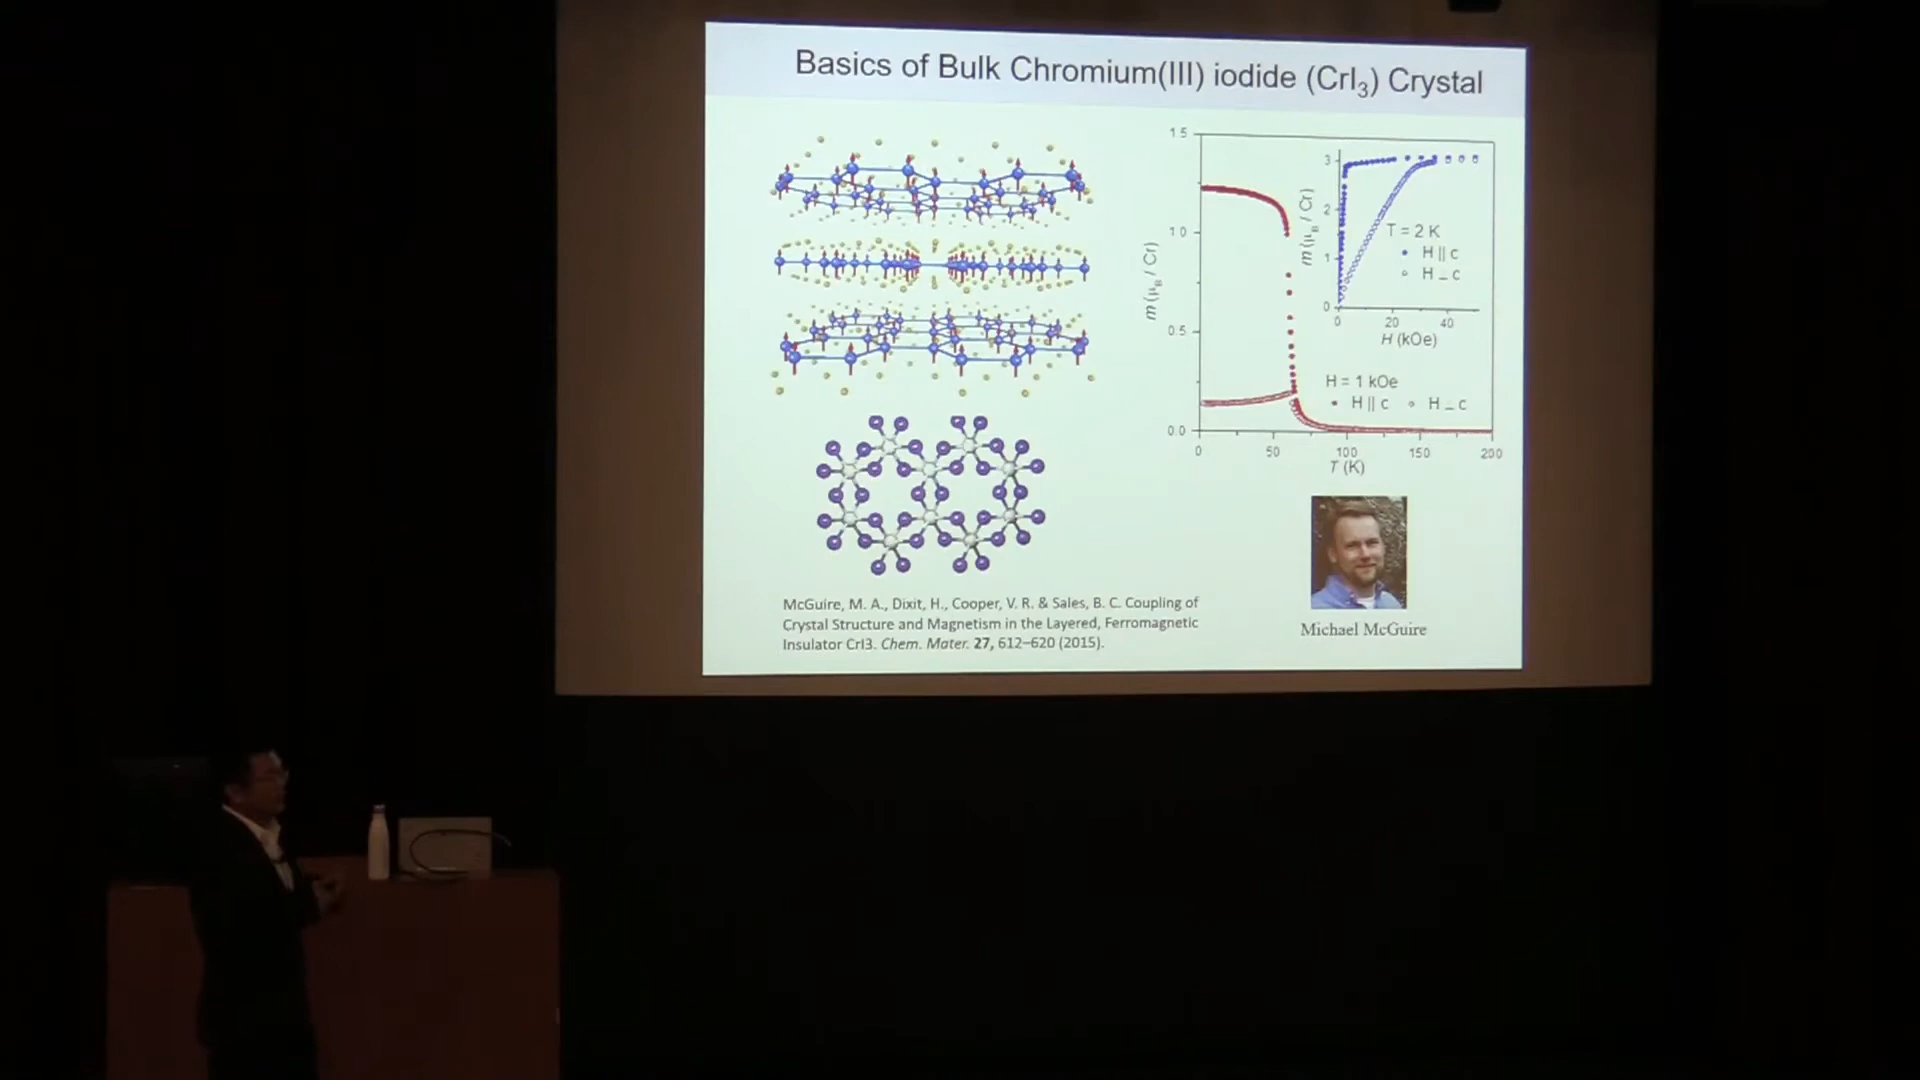 Basics of Bulk Chromium(III) iodide (CrI3) Crystal
1.5
1.0
0.5
0.0
m (μB / Cr)
0
50
100
150
200
T (K)
3
2
1
0
m (μB / Cr)
0
20
40
H (kOe)
T = 2 K
H || c
H ⊥ c
H = 1 kOe
H || c
H ⊥ c
McGuire, M. A., Dixit, H., Cooper, V. R. & Sales, B. C. Coupling of
Crystal Structure and Magnetism in the Layered, Ferromagnetic
Insulator CrI3. Chem. Mater. 27, 612–620 (2015).
Michael McGuire